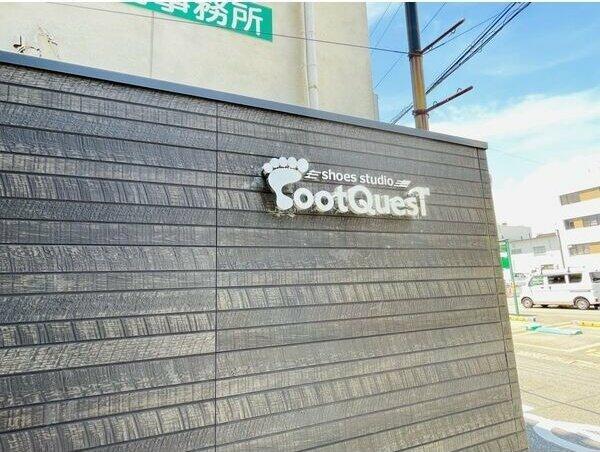 事務所
shoes studio
FootQuest